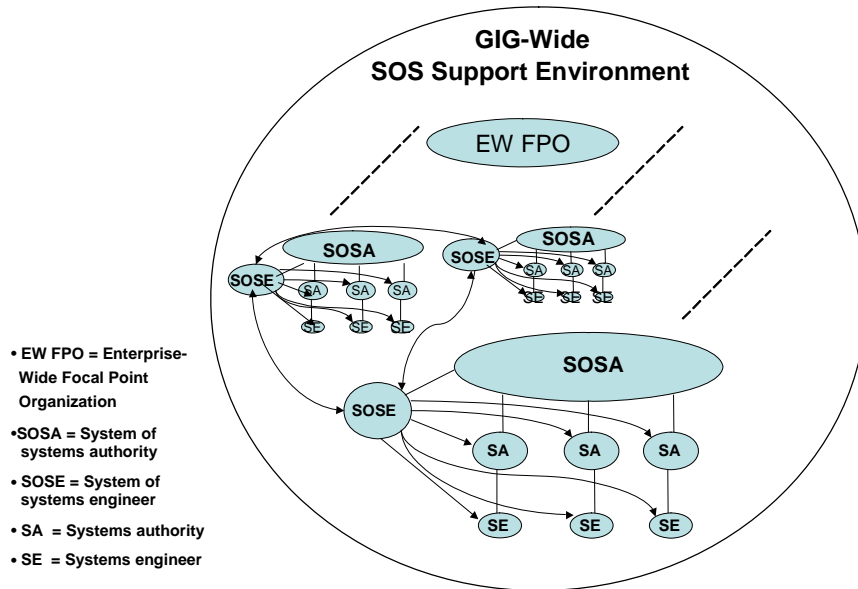 GIG-Wide
SOS Support Environment
EW FPO
SOSA
SOSE
SA SA SA
SE SE SE
SOSA
SOSE
SA SA SA
SE SE SE
SOSA
SOSE
SA SA SA
SE SE SE
• EW FPO = Enterprise-
Wide Focal Point
Organization
•SOSA = System of
systems authority
• SOSE = System of
systems engineer
• SA = Systems authority
• SE = Systems engineer